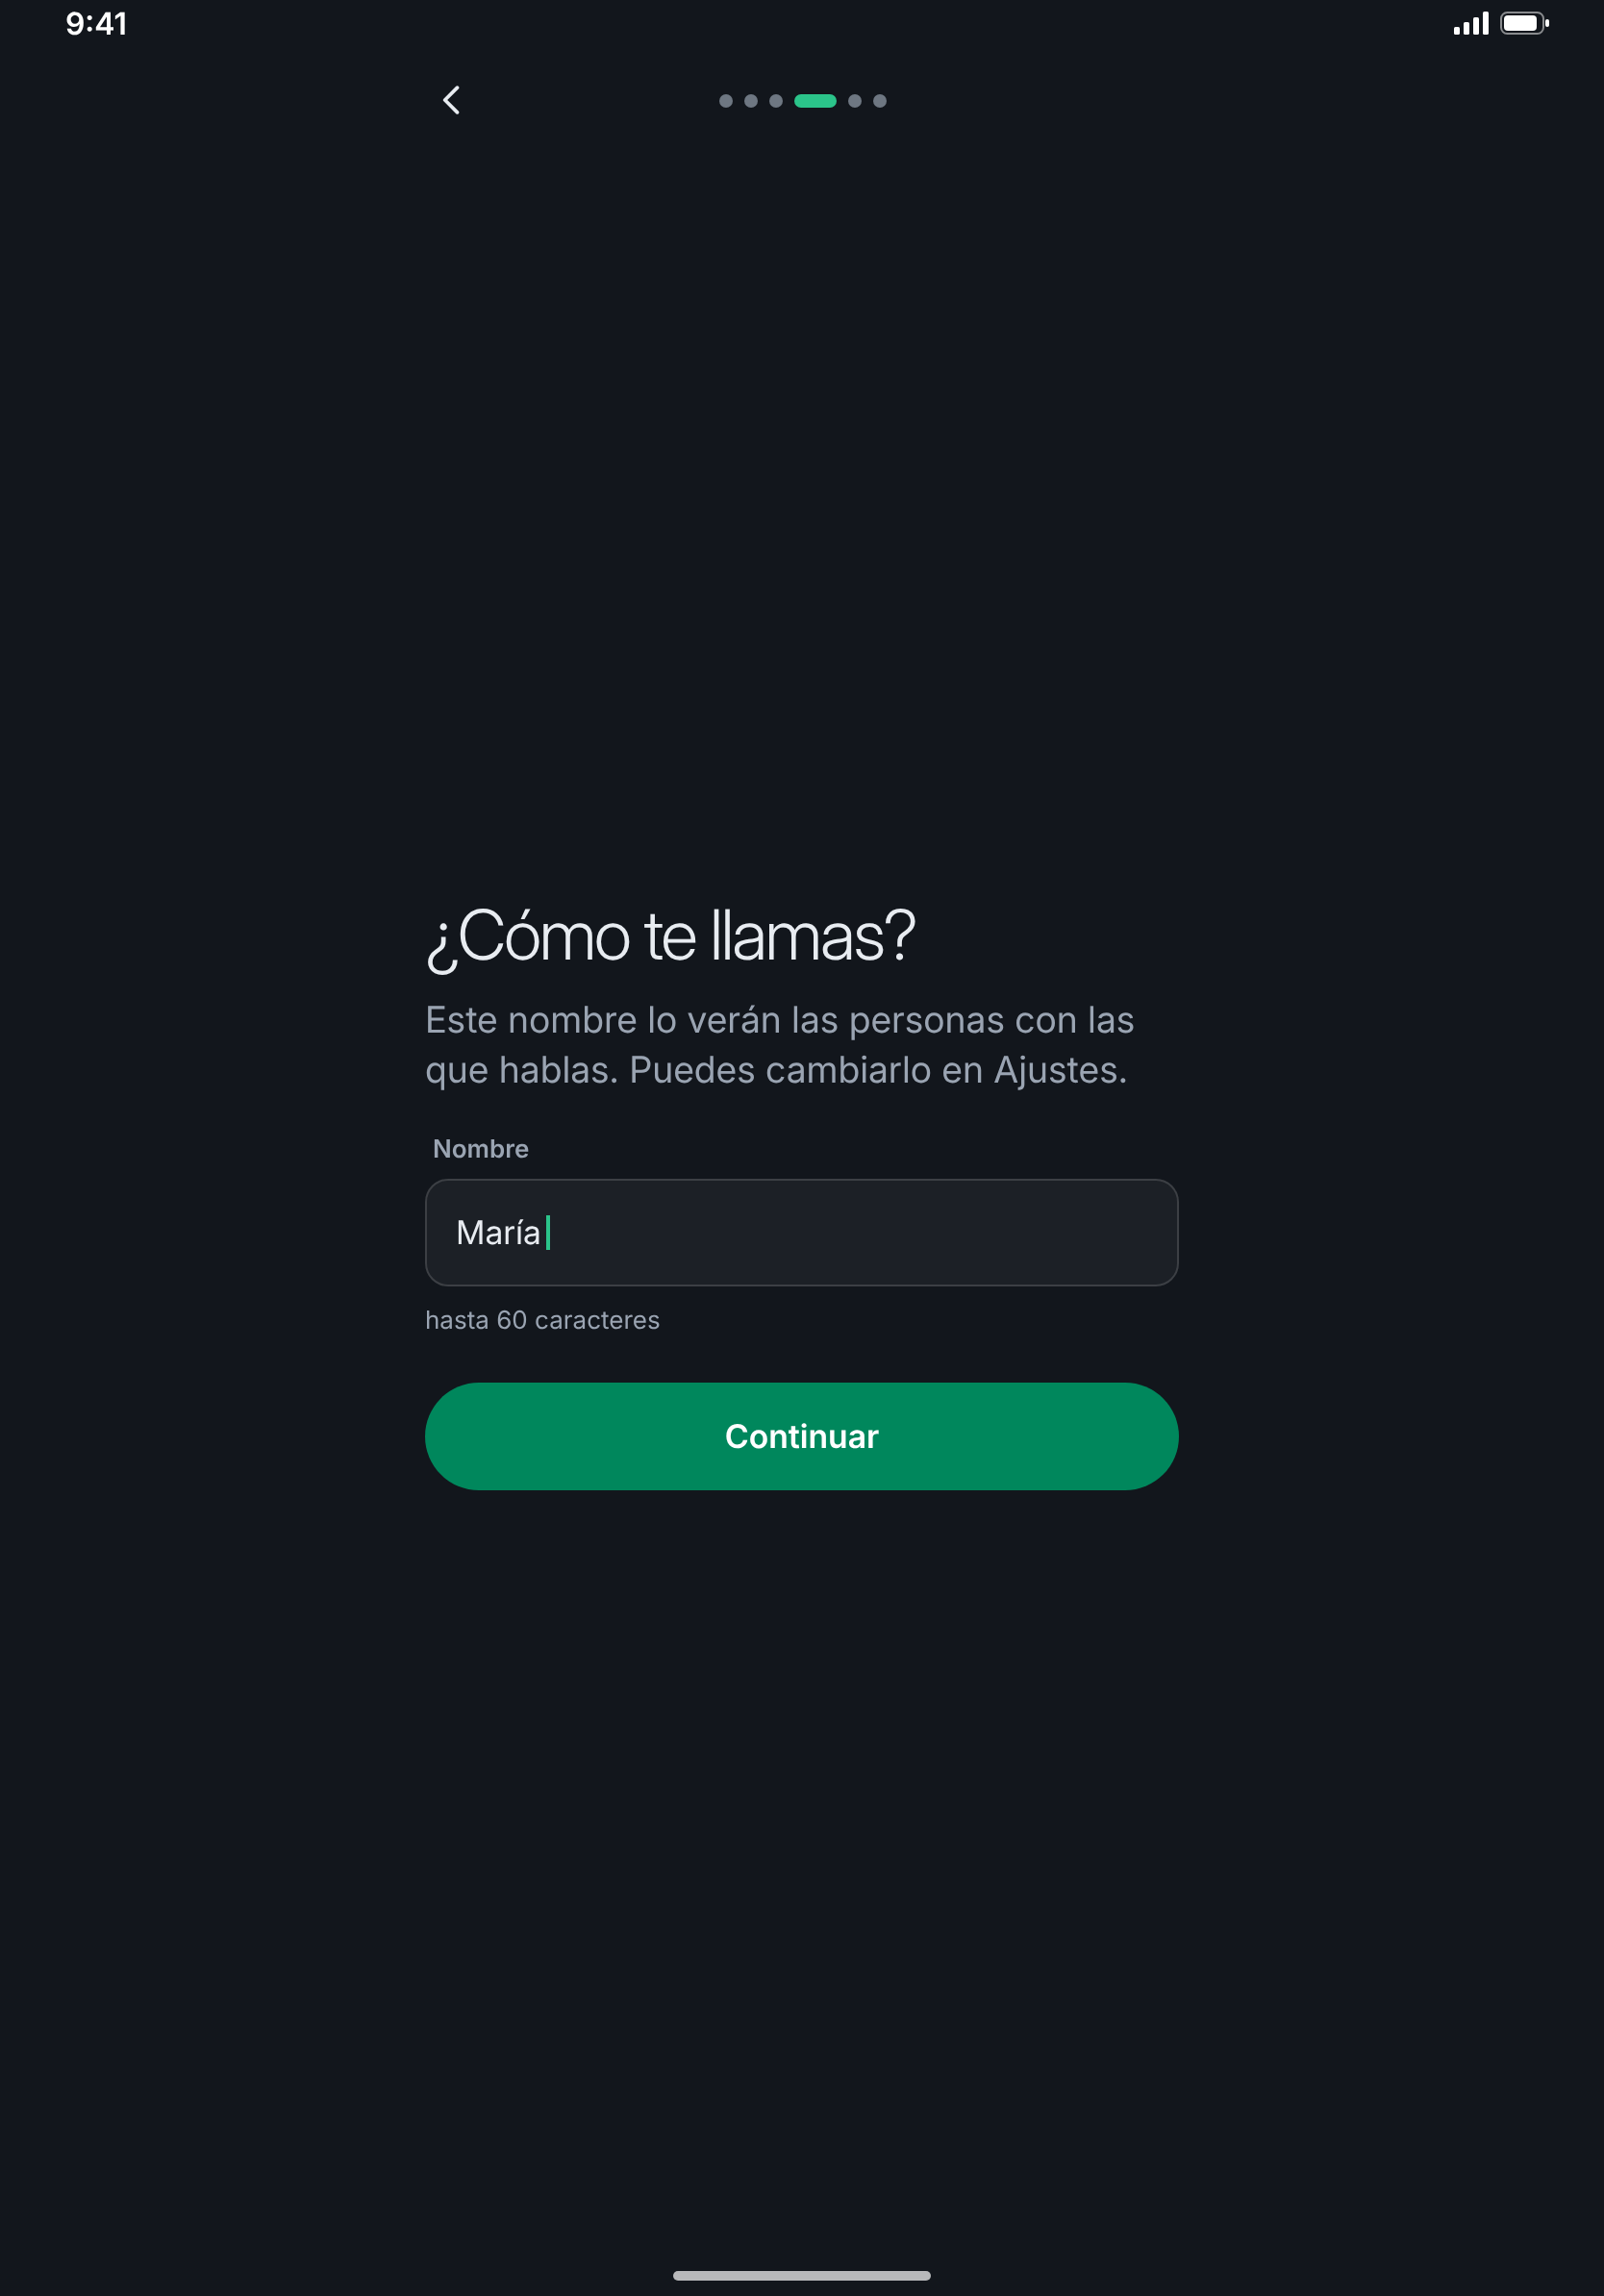 9:41
¿Cómo te llamas?
Este nombre lo verán las personas con las
que hablas. Puedes cambiarlo en Ajustes.
Nombre
María
hasta 60 caracteres
Continuar